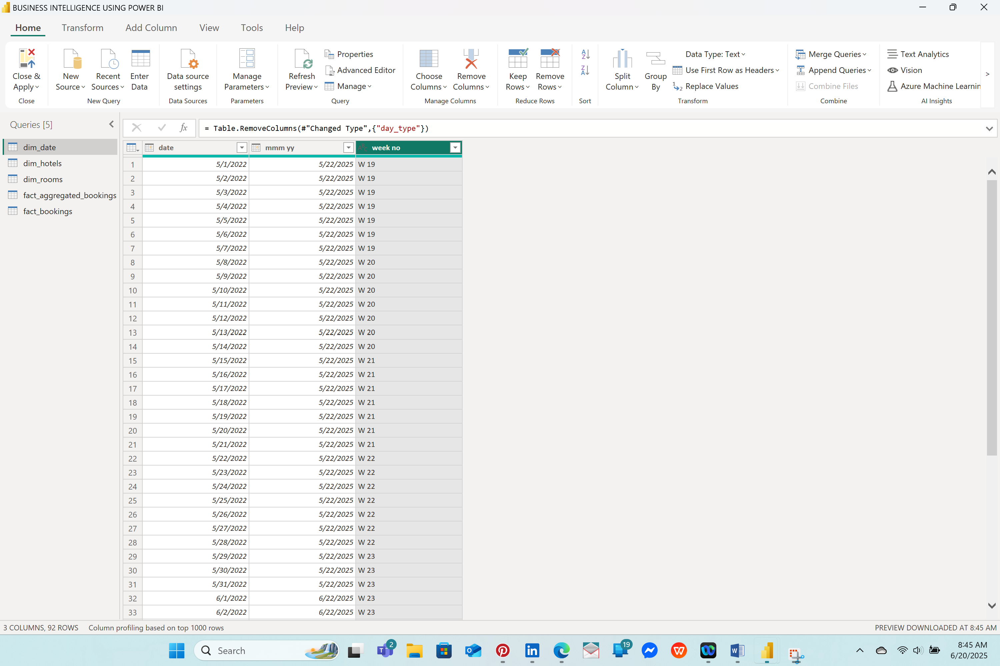 BUSINESS INTELLIGENCE USING POWER BI
Home Transform Add Column View Tools Help
Close & Apply
Close
New Source
Recent Sources
Enter Data
New Query
Data source settings
Data Sources
Manage Parameters
Parameters
Refresh Preview
Properties
Advanced Editor
Manage
Query
Choose Columns
Remove Columns
Manage Columns
Keep Rows
Remove Rows
Reduce Rows
Sort
Split Column
Group By
Data Type: Text
Use First Row as Headers
Replace Values
Transform
Merge Queries
Append Queries
Combine Files
Combine
Text Analytics
Vision
Azure Machine Learnin
AI Insights
Queries [5]
dim_date
dim_hotels
dim_rooms
fact_aggregated_bookings
fact_bookings
fx = Table.RemoveColumns(#"Changed Type",{"day_type"})
date mmm yy week no
1 5/1/2022 5/22/2025 W 19
2 5/2/2022 5/22/2025 W 19
3 5/3/2022 5/22/2025 W 19
4 5/4/2022 5/22/2025 W 19
5 5/5/2022 5/22/2025 W 19
6 5/6/2022 5/22/2025 W 19
7 5/7/2022 5/22/2025 W 19
8 5/8/2022 5/22/2025 W 20
9 5/9/2022 5/22/2025 W 20
10 5/10/2022 5/22/2025 W 20
11 5/11/2022 5/22/2025 W 20
12 5/12/2022 5/22/2025 W 20
13 5/13/2022 5/22/2025 W 20
14 5/14/2022 5/22/2025 W 20
15 5/15/2022 5/22/2025 W 21
16 5/16/2022 5/22/2025 W 21
17 5/17/2022 5/22/2025 W 21
18 5/18/2022 5/22/2025 W 21
19 5/19/2022 5/22/2025 W 21
20 5/20/2022 5/22/2025 W 21
21 5/21/2022 5/22/2025 W 21
22 5/22/2022 5/22/2025 W 22
23 5/23/2022 5/22/2025 W 22
24 5/24/2022 5/22/2025 W 22
25 5/25/2022 5/22/2025 W 22
26 5/26/2022 5/22/2025 W 22
27 5/27/2022 5/22/2025 W 22
28 5/28/2022 5/22/2025 W 22
29 5/29/2022 5/22/2025 W 23
30 5/30/2022 5/22/2025 W 23
31 5/31/2022 5/22/2025 W 23
32 6/1/2022 6/22/2025 W 23
33 6/2/2022 6/22/2025 W 23
3 COLUMNS, 92 ROWS Column profiling based on top 1000 rows
PREVIEW DOWNLOADED AT 8:45 AM
Search
2
19
8:45 AM
6/20/2025